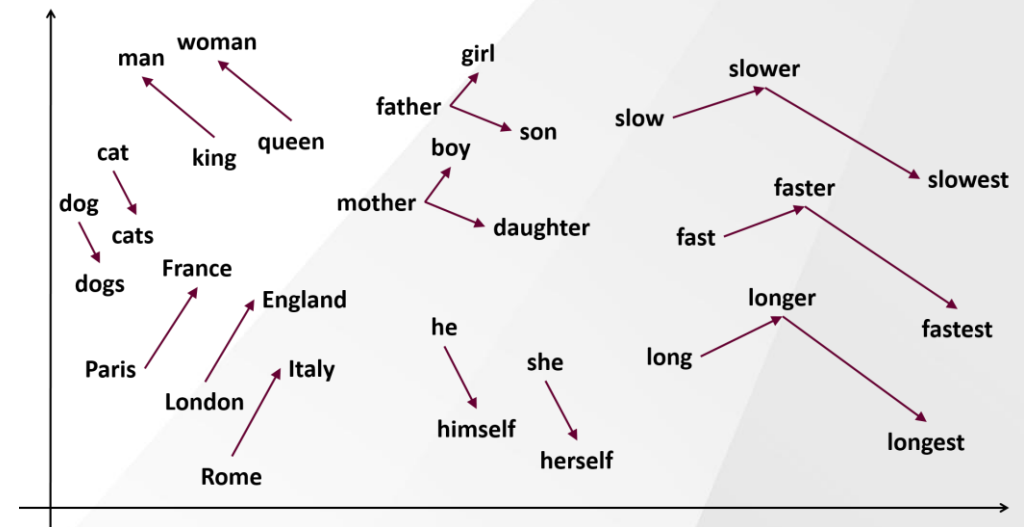 woman
man
king
queen
cat
cats
dog
dogs
France
England
Italy
Paris
London
Rome
girl
father
son
boy
mother
daughter
he
himself
she
herself
slower
slow
slowest
faster
fast
fastest
longer
long
longest